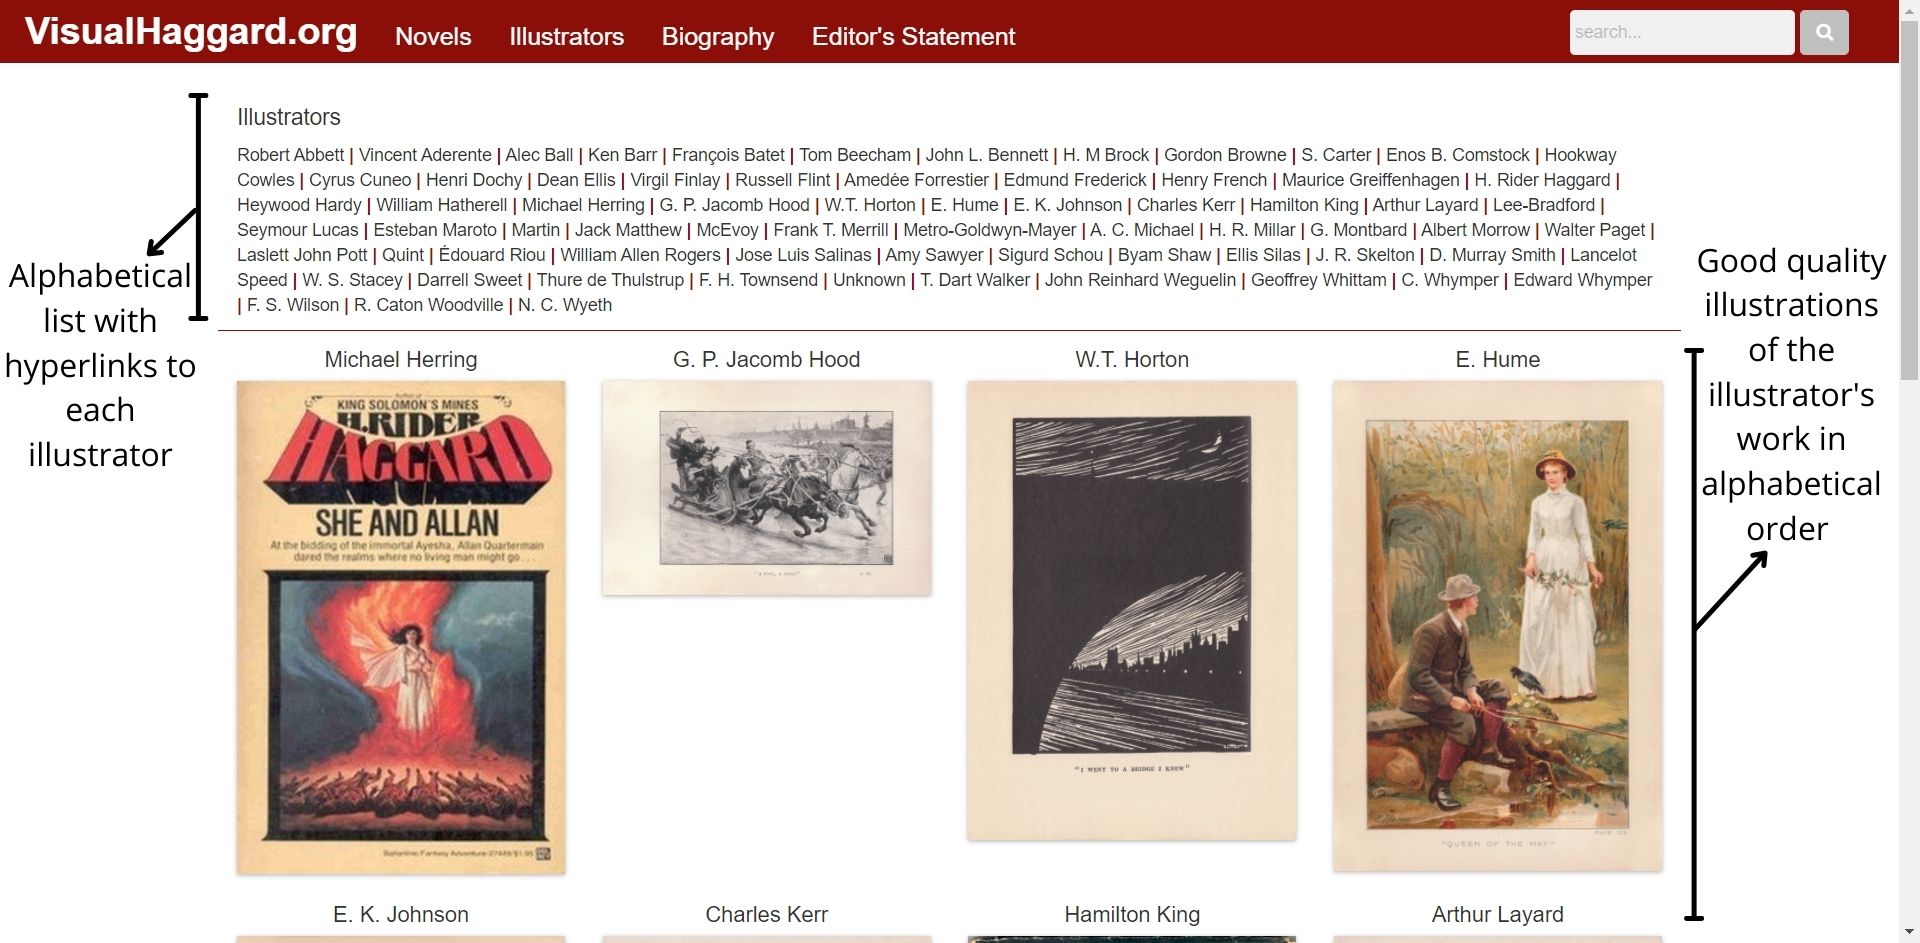 VisualHaggard.org
Novels
Illustrators
Biography
Editor's Statement
search...
Illustrators
Robert Abbett | Vincent Aderente | Alec Ball | Ken Barr | François Batet | Tom Beecham | John L. Bennett | H. M Brock | Gordon Browne | S. Carter | Enos B. Comstock | Hookway
Cowles | Cyrus Cuneo | Henri Dochy | Dean Ellis | Virgil Finlay | Russell Flint | Amedée Forrestier | Edmund Frederick | Henry French | Maurice Greiffenhagen | H. Rider Haggard |
Heywood Hardy | William Hatherell | Michael Herring | G. P. Jacomb Hood | W.T. Horton | E. Hume | E. K. Johnson | Charles Kerr | Hamilton King | Arthur Layard | Lee-Bradford |
Seymour Lucas | Esteban Maroto | Martin | Jack Matthew | McEvoy | Frank T. Merrill | Metro-Goldwyn-Mayer | A. C. Michael | H. R. Millar | G. Montbard | Albert Morrow | Walter Paget |
Laslett John Pott | Quint | Édouard Riou | William Allen Rogers | Jose Luis Salinas | Amy Sawyer | Sigurd Schou | Byam Shaw | Ellis Silas | J. R. Skelton | D. Murray Smith | Lancelot
Speed | W. S. Stacey | Darrell Sweet | Thure de Thulstrup | F. H. Townsend | Unknown | T. Dart Walker | John Reinhard Weguelin | Geoffrey Whittam | C. Whymper | Edward Whymper
| F. S. Wilson | R. Caton Woodville | N. C. Wyeth
Alphabetical
list with
hyperlinks to
each
illustrator
Good quality
illustrations
of the
illustrator's
work in
alphabetical
order
Michael Herring
G. P. Jacomb Hood
W.T. Horton
E. Hume
Author of
KING SOLOMON'S MINES
H. RIDER
HAGGARD
SHE AND ALLAN
At the bidding of the immortal Ayesha, Allan Quartermain
dared the realms where no living man might go...
Ballantine Fantasy Adventure 27449/$1.95
"I WENT TO A BRIDGE I KNEW"
"QUEEN OF THE MAY"
E. K. Johnson
Charles Kerr
Hamilton King
Arthur Layard